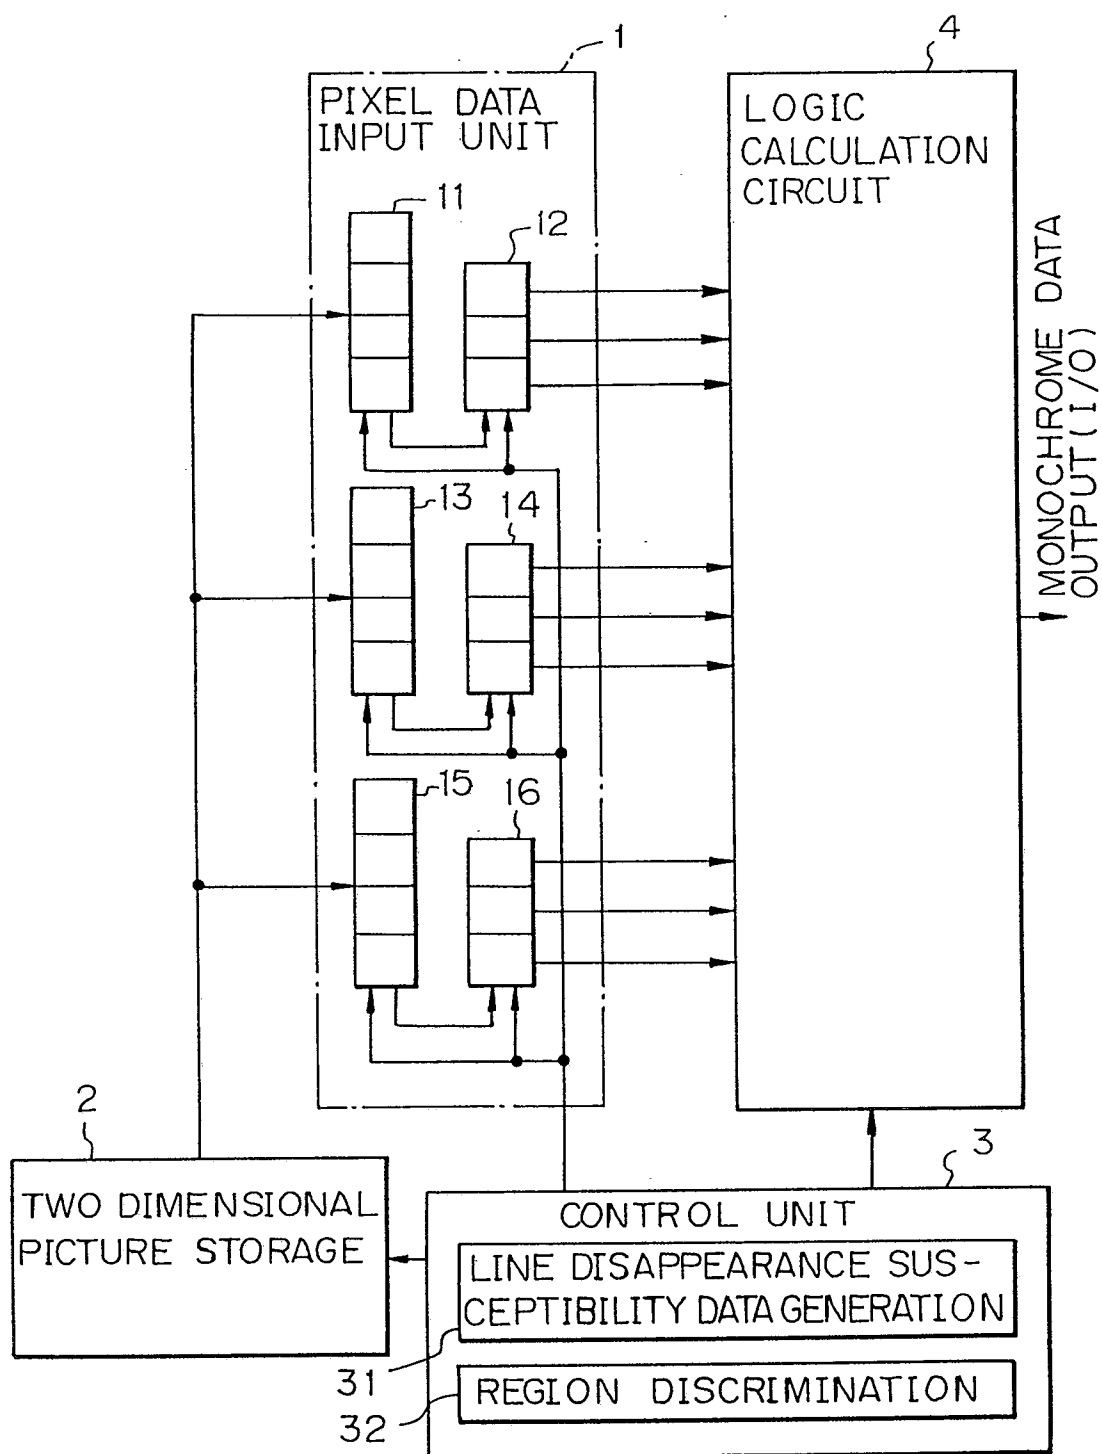 1
4
PIXEL DATA
INPUT UNIT
LOGIC
CALCULATION
CIRCUIT
11
12
MONOCHROME DATA
OUTPUT (I/O)
13
14
15
16
2
3
TWO DIMENSIONAL
PICTURE STORAGE
CONTROL UNIT
LINE DISAPPEARANCE SUS-
CEPTIBILITY DATA GENERATION
31
REGION DISCRIMINATION
32